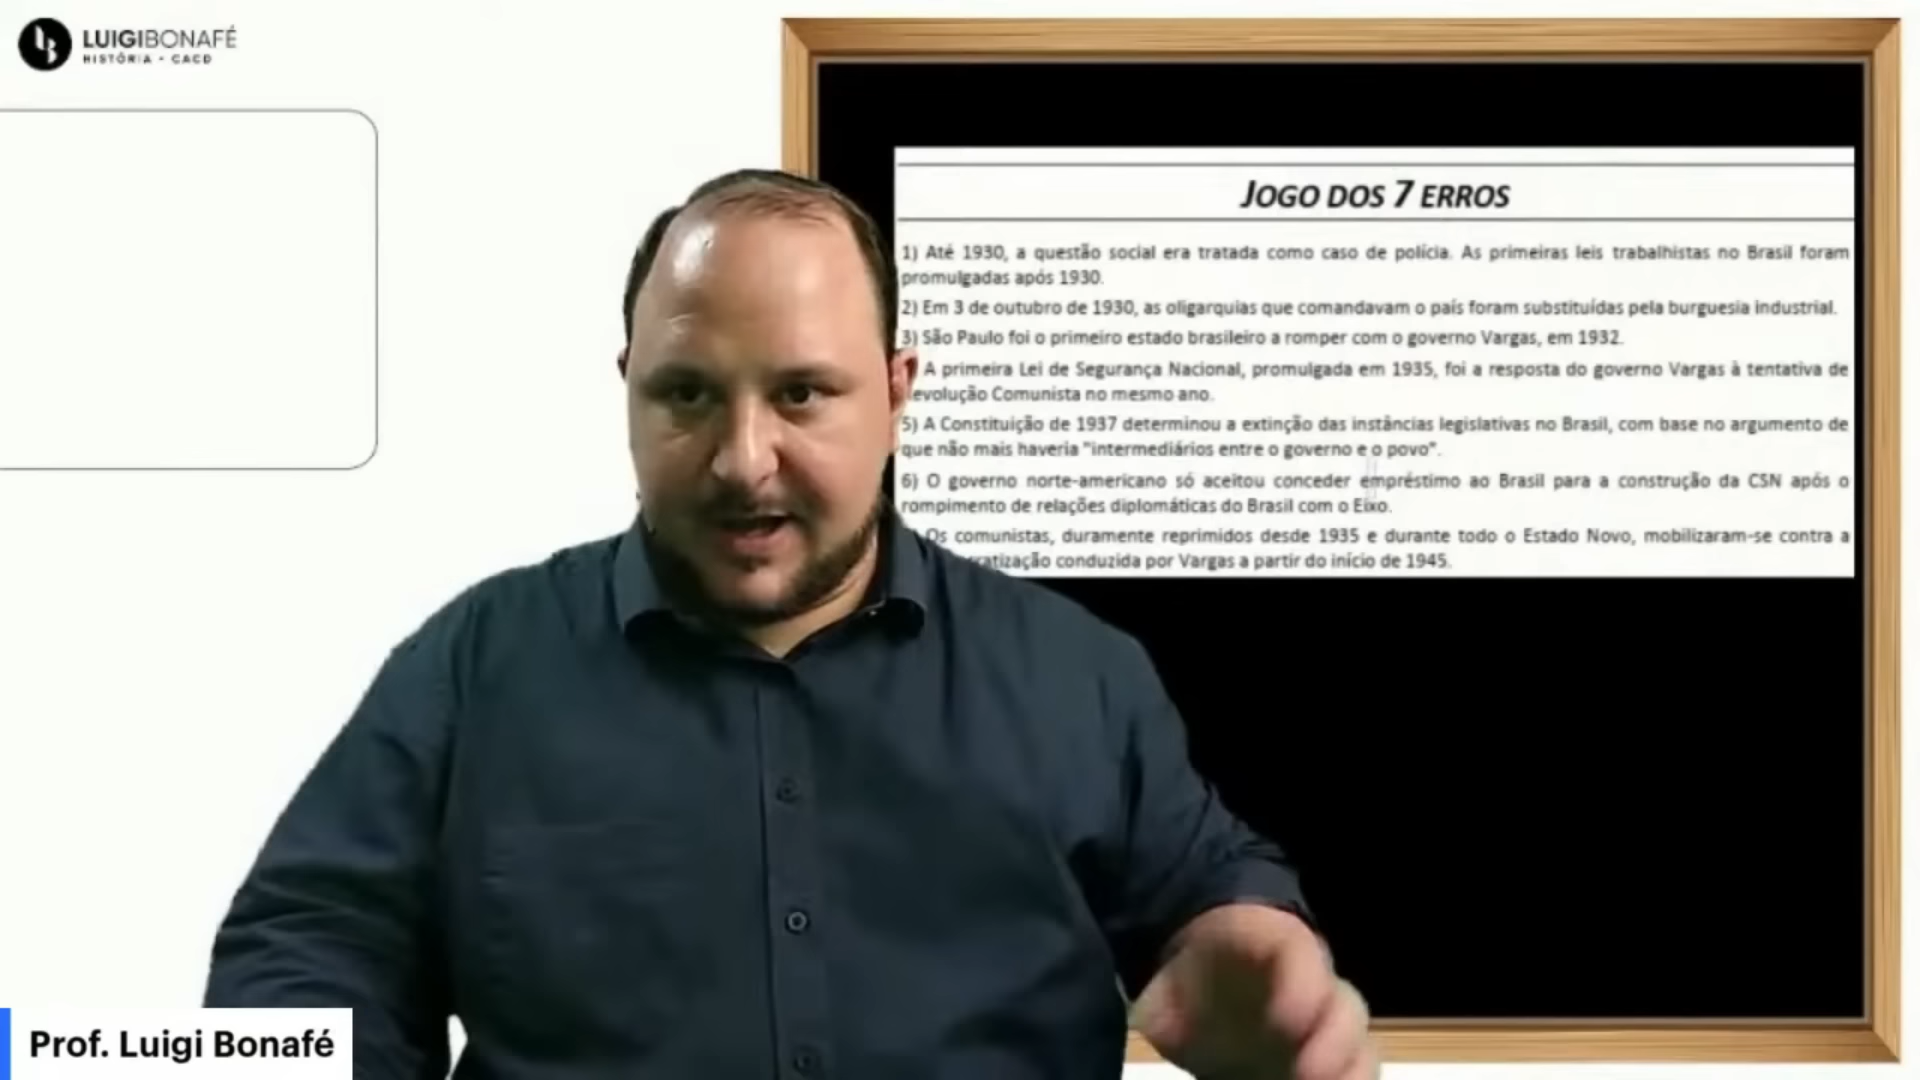 LUIGIBONAFÉ
HISTÓRIA - CACD
JOGO DOS 7 ERROS
1) Até 1930, a questão social era tratada como caso de polícia. As primeiras leis trabalhistas no Brasil foram
promulgadas após 1930.
2) Em 3 de outubro de 1930, as oligarquias que comandavam o país foram substituídas pela burguesia industrial.
3) São Paulo foi o primeiro estado brasileiro a romper com o governo Vargas, em 1932.
A primeira Lei de Segurança Nacional, promulgada em 1935, foi a resposta do governo Vargas à tentativa de
evolução Comunista no mesmo ano.
5) A Constituição de 1937 determinou a extinção das instâncias legislativas no Brasil, com base no argumento de
que não mais haveria "intermediários entre o governo e o povo".
6) O governo norte-americano só aceitou conceder empréstimo ao Brasil para a construção da CSN após o
rompimento de relações diplomáticas do Brasil com o Eixo.
Os comunistas, duramente reprimidos desde 1935 e durante todo o Estado Novo, mobilizaram-se contra a
cratização conduzida por Vargas a partir do início de 1945.
Prof. Luigi Bonafé